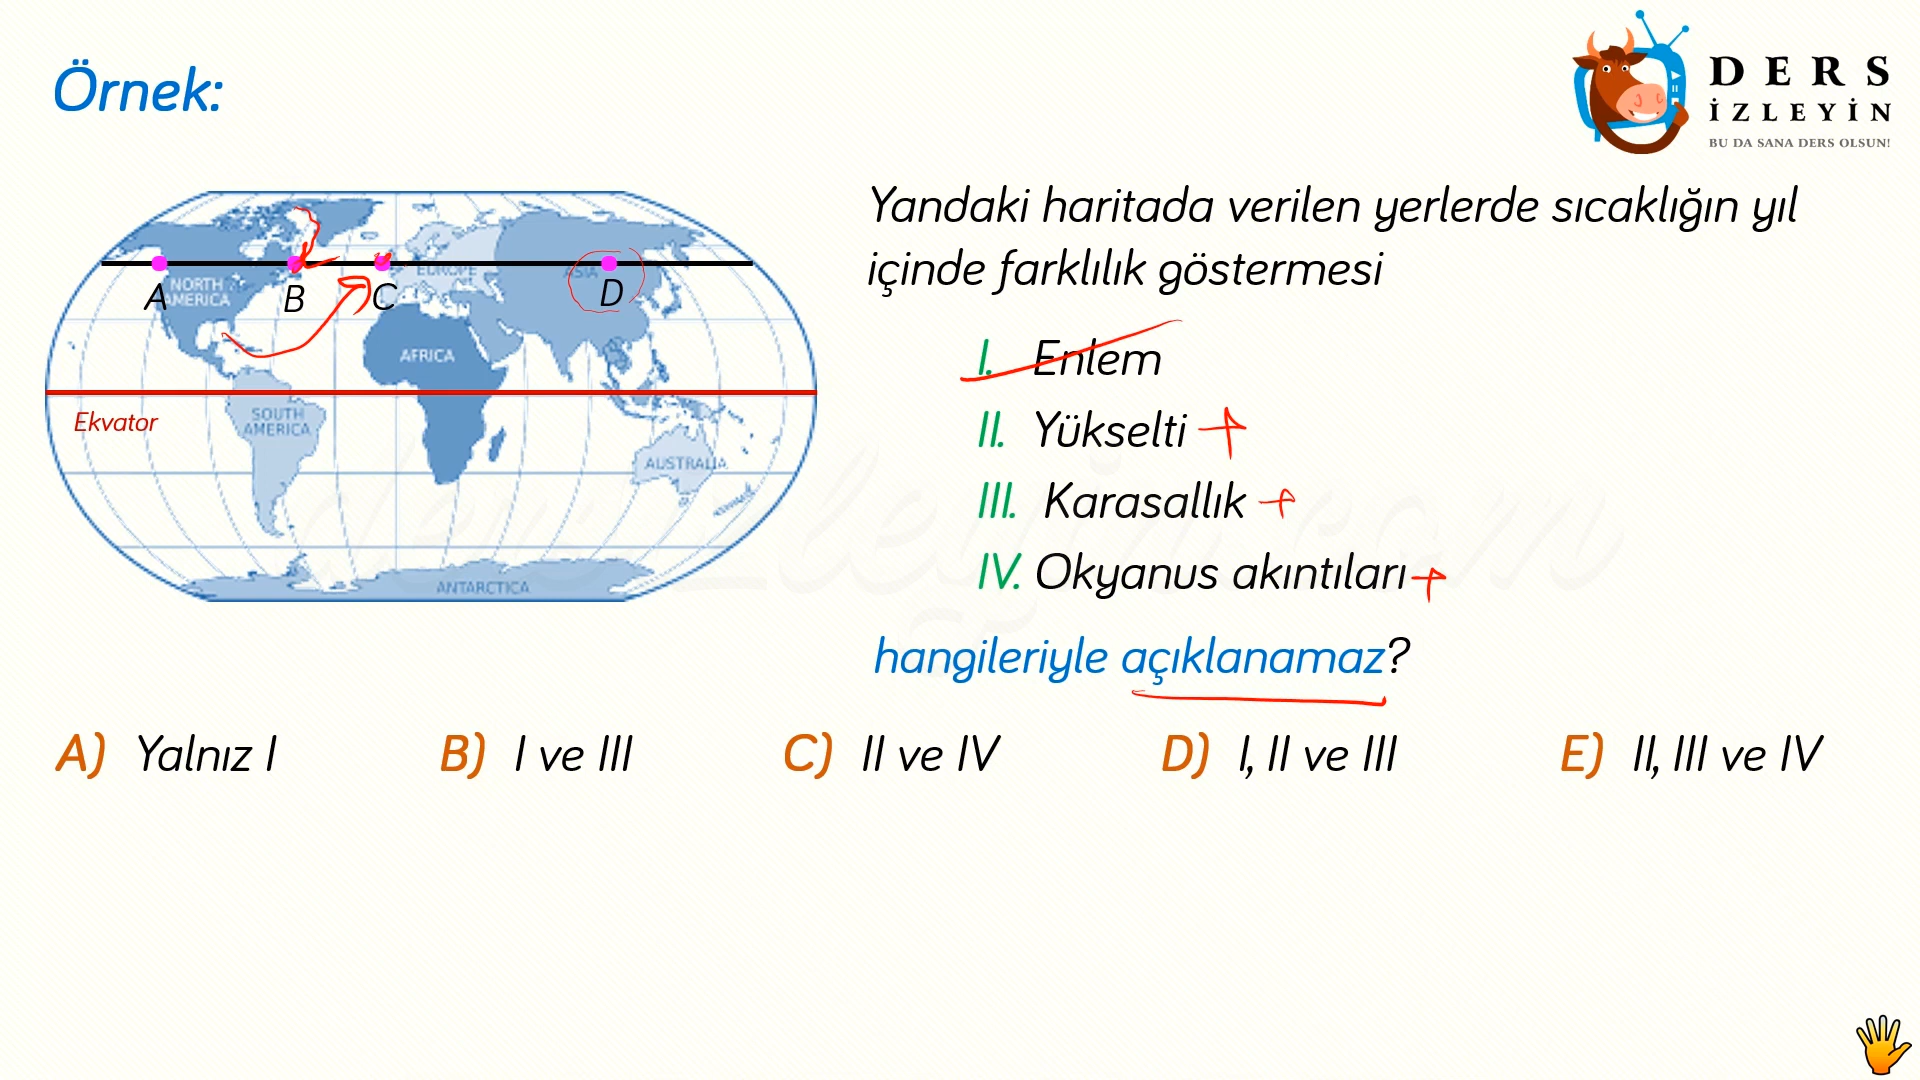 Örnek:
DERS
İZLEYİN
BU DA SANA DERS OLSUN!
Yandaki haritada verilen yerlerde sıcaklığın yıl
içinde farklılık göstermesi
I. Enlem
II. Yükselti
III. Karasallık
IV. Okyanus akıntıları
hangileriyle açıklanamaz?
NORTH
AMERICA
EUROPE
ASIA
A
B
C
D
AFRICA
Ekvator
SOUTH
AMERICA
AUSTRALIA
ANTARCTICA
dersizleyin.com
A) Yalnız I
B) I ve III
C) II ve IV
D) I, II ve III
E) II, III ve IV